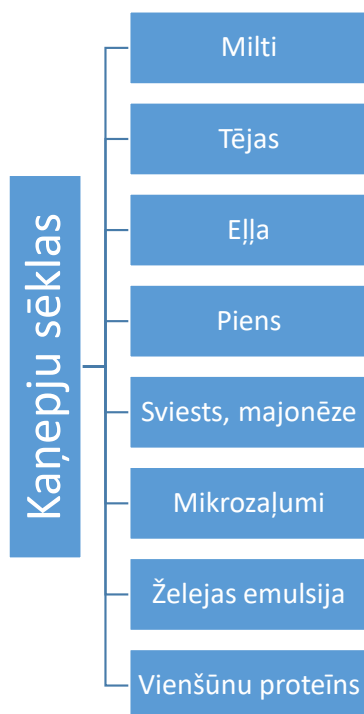 Kaņepju sēklas
Milti
Tējas
Eļļa
Piens
Sviests, majonēze
Mikrozaļumi
Želejas emulsija
Vienšūnu proteīns